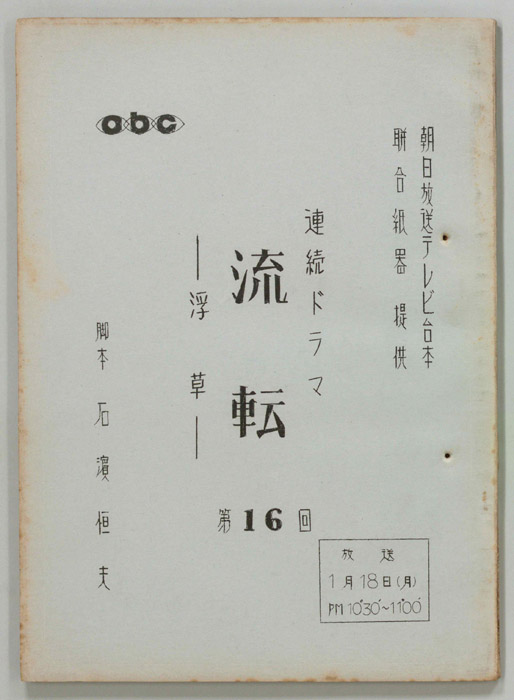 朝日放送テレビ台本
聯合紙器提供
abc
連続ドラマ
流転
―浮草―
第16回
脚本 石濱恒夫
放送
1月18日(月)
PM 10°30'~11°00'